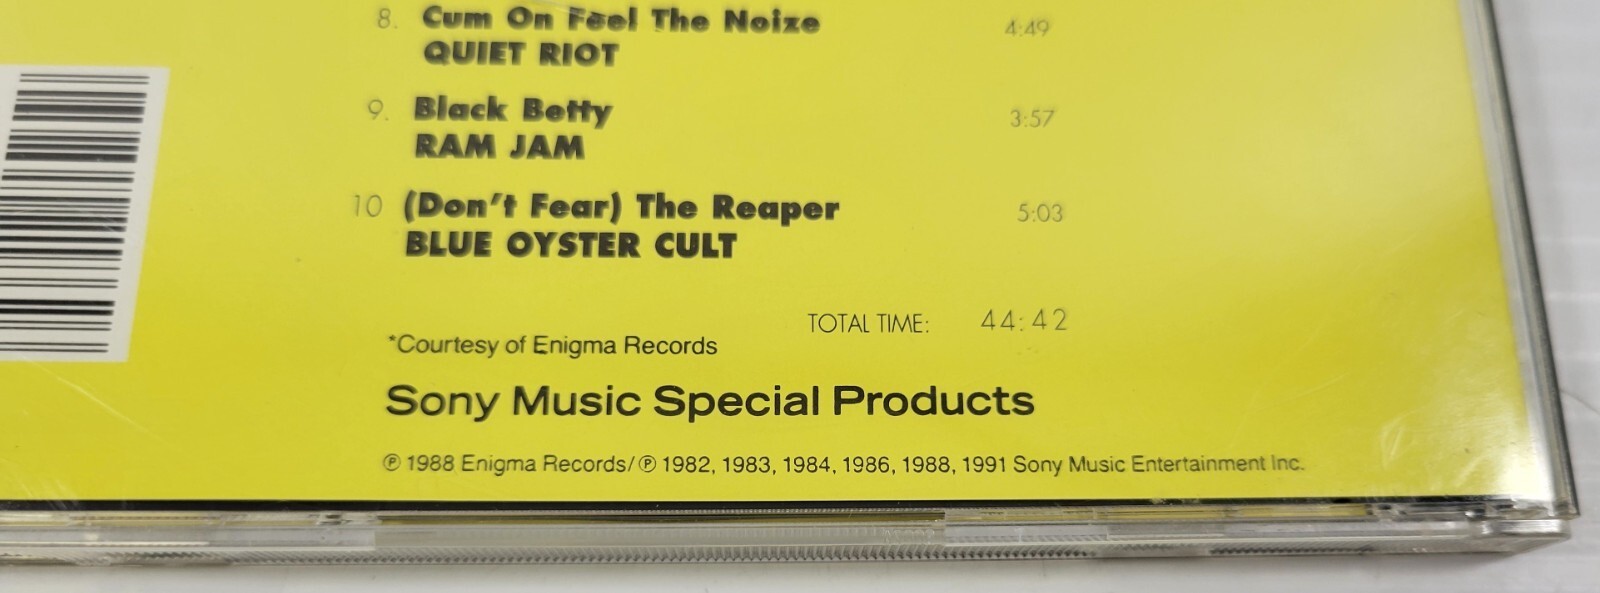 8. Cum On Feel The Noize 4:49
QUIET RIOT
9. Black Betty 3:57
RAM JAM
10 (Don't Fear) The Reaper 5:03
BLUE OYSTER CULT
TOTAL TIME: 44:42
*Courtesy of Enigma Records
Sony Music Special Products
℗ 1988 Enigma Records/℗ 1982, 1983, 1984, 1986, 1988, 1991 Sony Music Entertainment Inc.